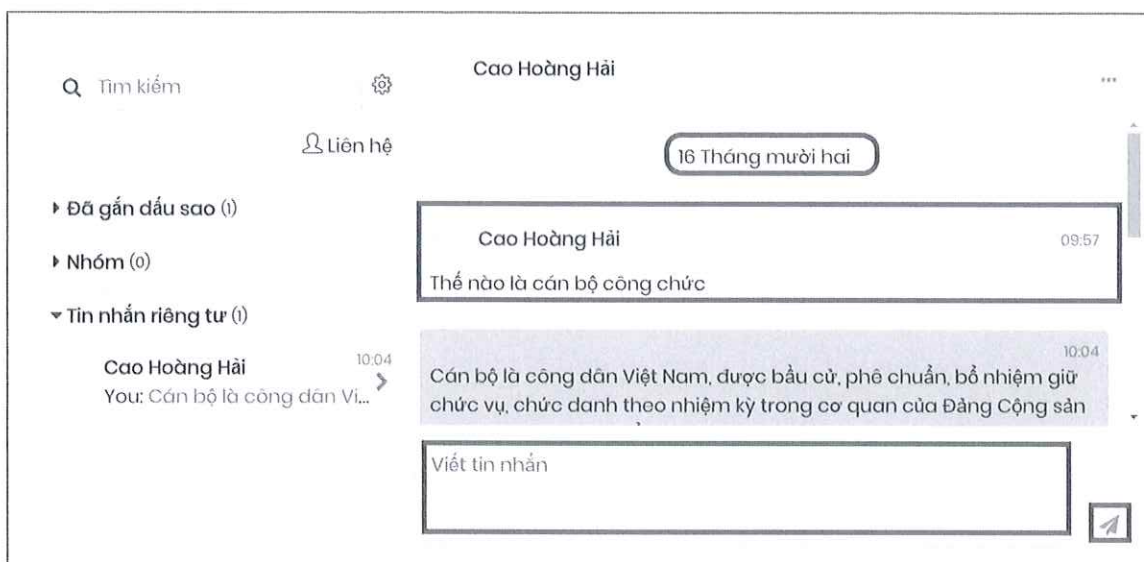 Tìm kiếm
Liên hệ
Đã gắn dấu sao (1)
Nhóm (0)
Tin nhắn riêng tư (1)
Cao Hoàng Hải 10:04
You: Cán bộ là công dân Vi...
Cao Hoàng Hải
...
16 Tháng mười hai
Cao Hoàng Hải 09:57
Thế nào là cán bộ công chức
10:04
Cán bộ là công dân Việt Nam, được bầu cử, phê chuẩn, bổ nhiệm giữ
chức vụ, chức danh theo nhiệm kỳ trong cơ quan của Đảng Cộng sản
Viết tin nhắn